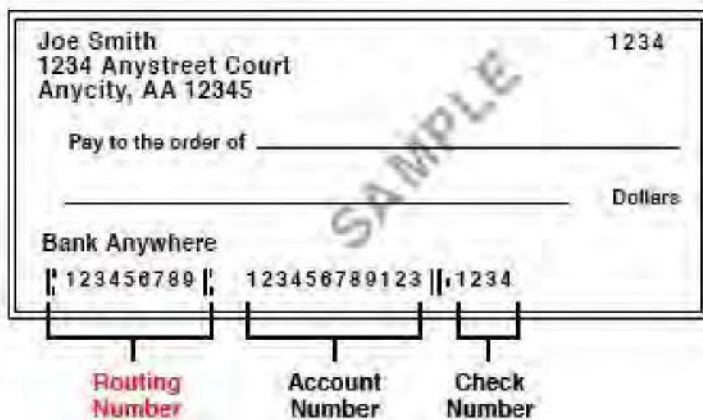 Joe Smith 1234
1234 Anystreet Court
Anycity, AA 12345
SAMPLE
Pay to the order of
Dollars
Bank Anywhere
⑆123456789⑆ 123456789123⑈1234
Routing Account Check
Number Number Number